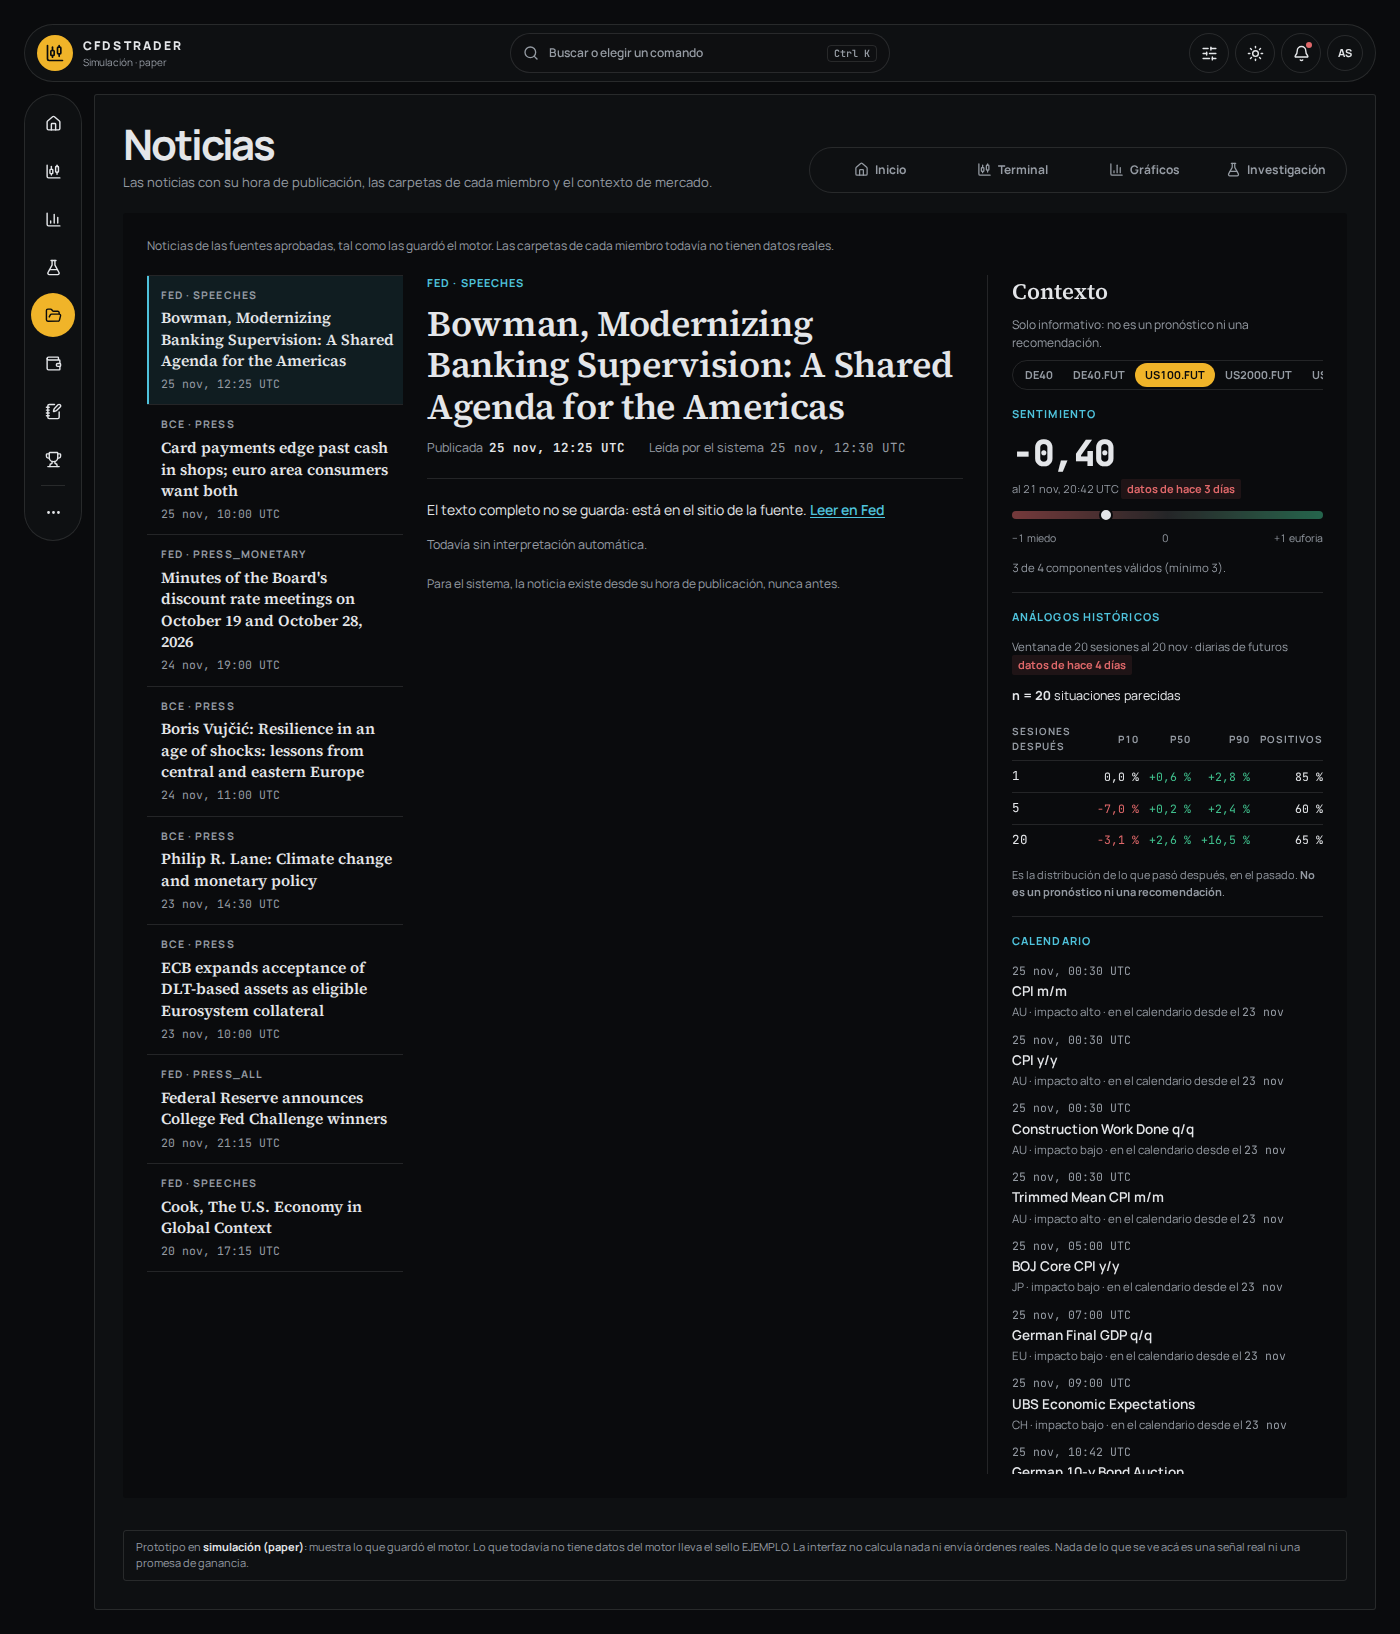 CFDSTRADER
Simulación · paper
Buscar o elegir un comando
Ctrl K
AS
Noticias
Las noticias con su hora de publicación, las carpetas de cada miembro y el contexto de mercado.
Inicio
Terminal
Gráficos
Investigación
Noticias de las fuentes aprobadas, tal como las guardó el motor. Las carpetas de cada miembro todavía no tienen datos reales.
FED · SPEECHES
Bowman, Modernizing
Banking Supervision: A Shared
Agenda for the Americas
25 nov, 12:25 UTC
BCE · PRESS
Card payments edge past cash
in shops; euro area consumers
want both
25 nov, 10:00 UTC
FED · PRESS_MONETARY
Minutes of the Board's
discount rate meetings on
October 19 and October 28,
2026
24 nov, 19:00 UTC
BCE · PRESS
Boris Vujčić: Resilience in an
age of shocks: lessons from
central and eastern Europe
24 nov, 11:00 UTC
BCE · PRESS
Philip R. Lane: Climate change
and monetary policy
23 nov, 14:30 UTC
BCE · PRESS
ECB expands acceptance of
DLT-based assets as eligible
Eurosystem collateral
23 nov, 10:00 UTC
FED · PRESS_ALL
Federal Reserve announces
College Fed Challenge winners
20 nov, 21:15 UTC
FED · SPEECHES
Cook, The U.S. Economy in
Global Context
20 nov, 17:15 UTC
FED · SPEECHES
Bowman, Modernizing
Banking Supervision: A Shared
Agenda for the Americas
Publicada 25 nov, 12:25 UTC Leída por el sistema 25 nov, 12:30 UTC
El texto completo no se guarda: está en el sitio de la fuente. Leer en Fed
Todavía sin interpretación automática.
Para el sistema, la noticia existe desde su hora de publicación, nunca antes.
Contexto
Solo informativo: no es un pronóstico ni una
recomendación.
DE40 DE40.FUT US100.FUT US2000.FUT US
SENTIMIENTO
-0,40
al 21 nov, 20:42 UTC datos de hace 3 días
−1 miedo 0 +1 euforia
3 de 4 componentes válidos (mínimo 3).
ANÁLOGOS HISTÓRICOS
Ventana de 20 sesiones al 20 nov · diarias de futuros
datos de hace 4 días
n = 20 situaciones parecidas
SESIONES
DESPUÉS P10 P50 P90 POSITIVOS
1 0,0 % +0,6 % +2,8 % 85 %
5 -7,0 % +0,2 % +2,4 % 60 %
20 -3,1 % +2,6 % +16,5 % 65 %
Es la distribución de lo que pasó después, en el pasado. No
es un pronóstico ni una recomendación.
CALENDARIO
25 nov, 00:30 UTC
CPI m/m
AU · impacto alto · en el calendario desde el 23 nov
25 nov, 00:30 UTC
CPI y/y
AU · impacto alto · en el calendario desde el 23 nov
25 nov, 00:30 UTC
Construction Work Done q/q
AU · impacto bajo · en el calendario desde el 23 nov
25 nov, 00:30 UTC
Trimmed Mean CPI m/m
AU · impacto alto · en el calendario desde el 23 nov
25 nov, 05:00 UTC
BOJ Core CPI y/y
JP · impacto bajo · en el calendario desde el 23 nov
25 nov, 07:00 UTC
German Final GDP q/q
EU · impacto bajo · en el calendario desde el 23 nov
25 nov, 09:00 UTC
UBS Economic Expectations
CH · impacto bajo · en el calendario desde el 23 nov
25 nov, 10:42 UTC
German 10-y Bond Auction
Prototipo en simulación (paper): muestra lo que guardó el motor. Lo que todavía no tiene datos del motor lleva el sello EJEMPLO. La interfaz no calcula nada ni envía órdenes reales. Nada de lo que se ve acá es una señal real ni una
promesa de ganancia.